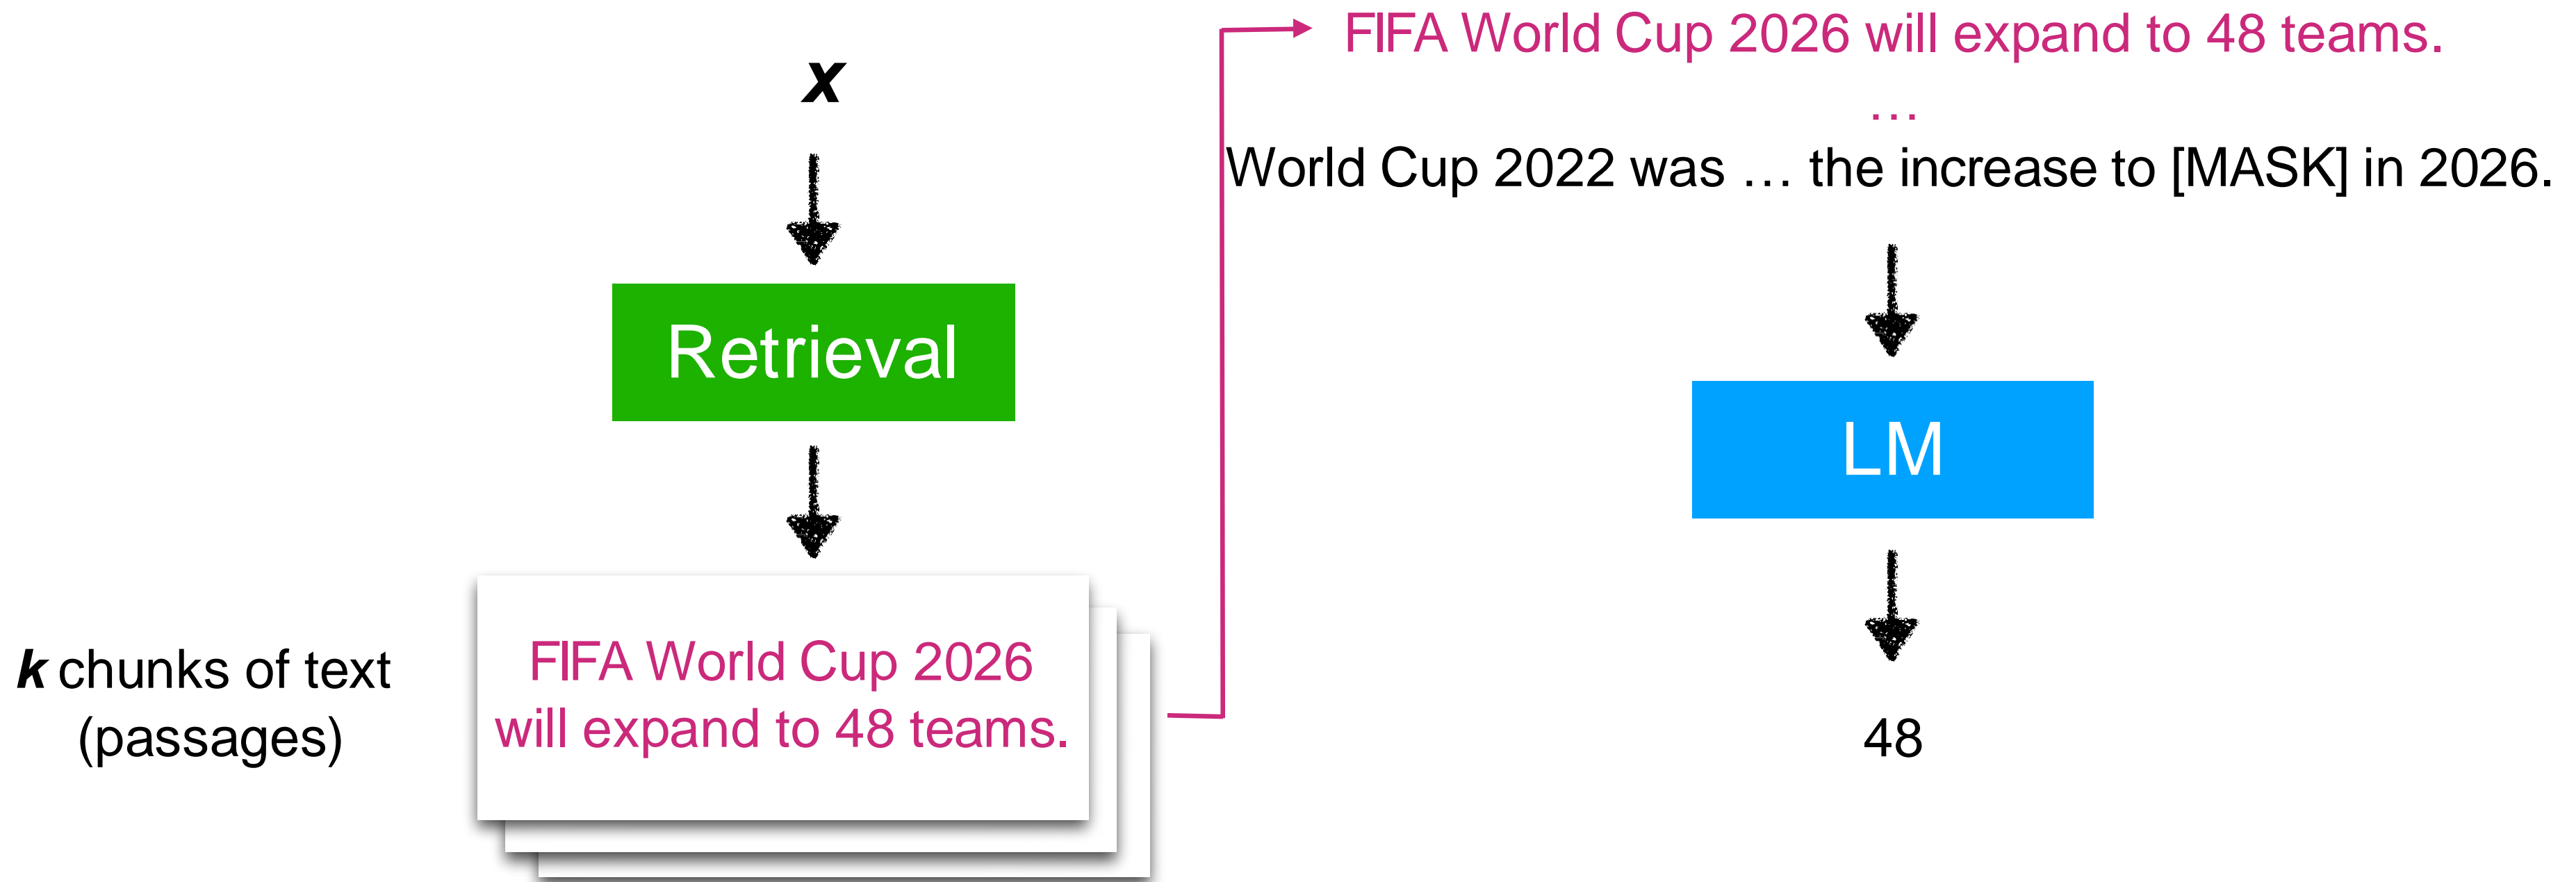 x
Retrieval
k chunks of text
(passages)
FIFA World Cup 2026
will expand to 48 teams.
FIFA World Cup 2026 will expand to 48 teams.
…
World Cup 2022 was … the increase to [MASK] in 2026.
LM
48